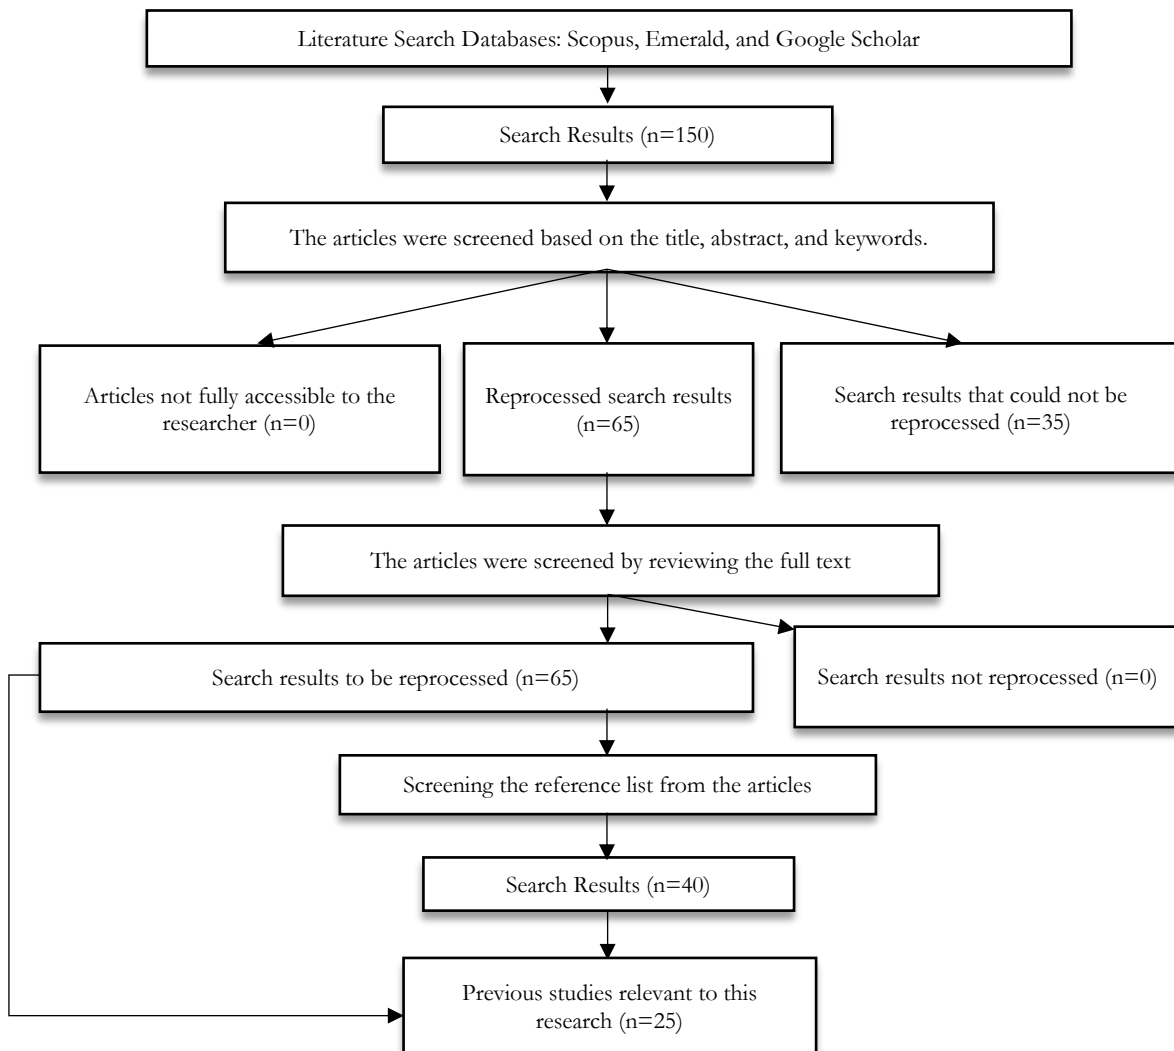 Literature Search Databases: Scopus, Emerald, and Google Scholar
Search Results (n=150)
The articles were screened based on the title, abstract, and keywords.
Articles not fully accessible to the
researcher (n=0)
Reprocessed search results
(n=65)
Search results that could not be
reprocessed (n=35)
The articles were screened by reviewing the full text
Search results to be reprocessed (n=65)
Search results not reprocessed (n=0)
Screening the reference list from the articles
Search Results (n=40)
Previous studies relevant to this
research (n=25)